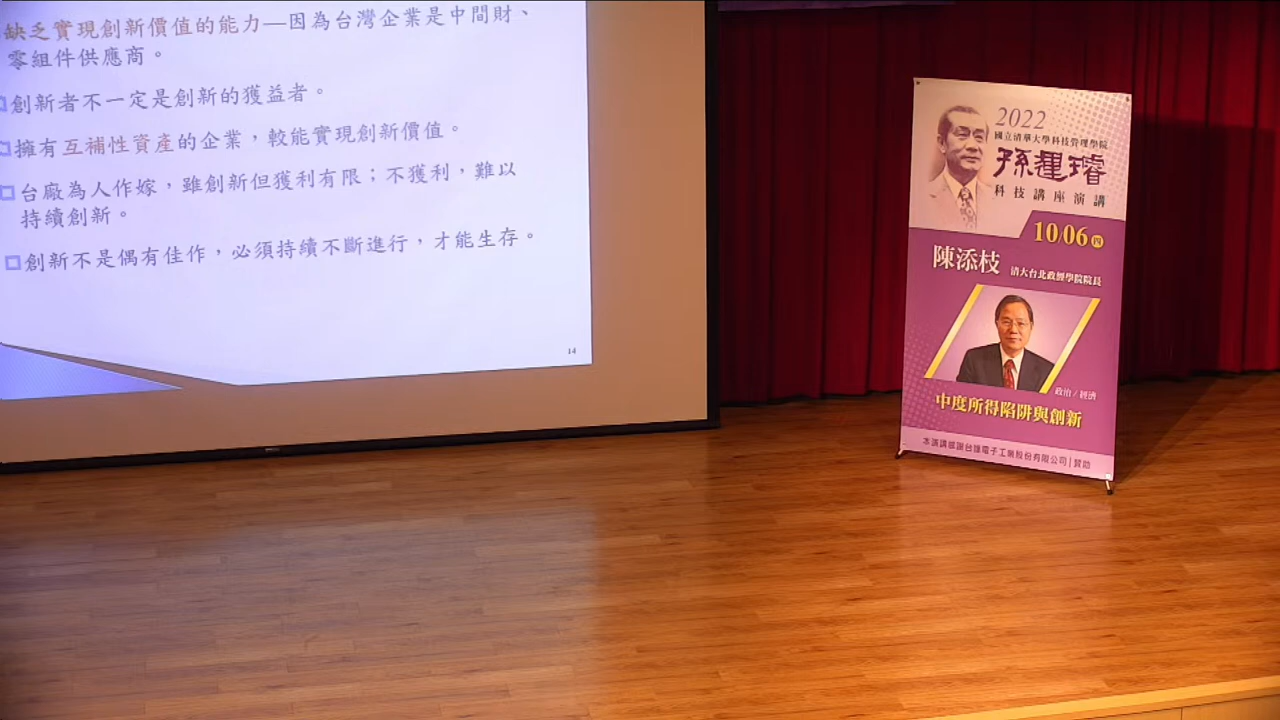 缺乏實現創新價值的能力—因為台灣企業是中間財、
零組件供應商。
創新者不一定是創新的獲益者。
擁有互補性資產的企業，較能實現創新價值。
台廠為人作嫁，雖創新但獲利有限；不獲利，難以
持續創新。
創新不是偶有佳作，必須持續不斷進行，才能生存。
14
2022
國立清華大學科技管理學院
孫運璿
科技講座演講
10/06 四
陳添枝 清大台北政經學院院長
政治／經濟
中度所得陷阱與創新
本演講承蒙台達電子工業股份有限公司|贊助